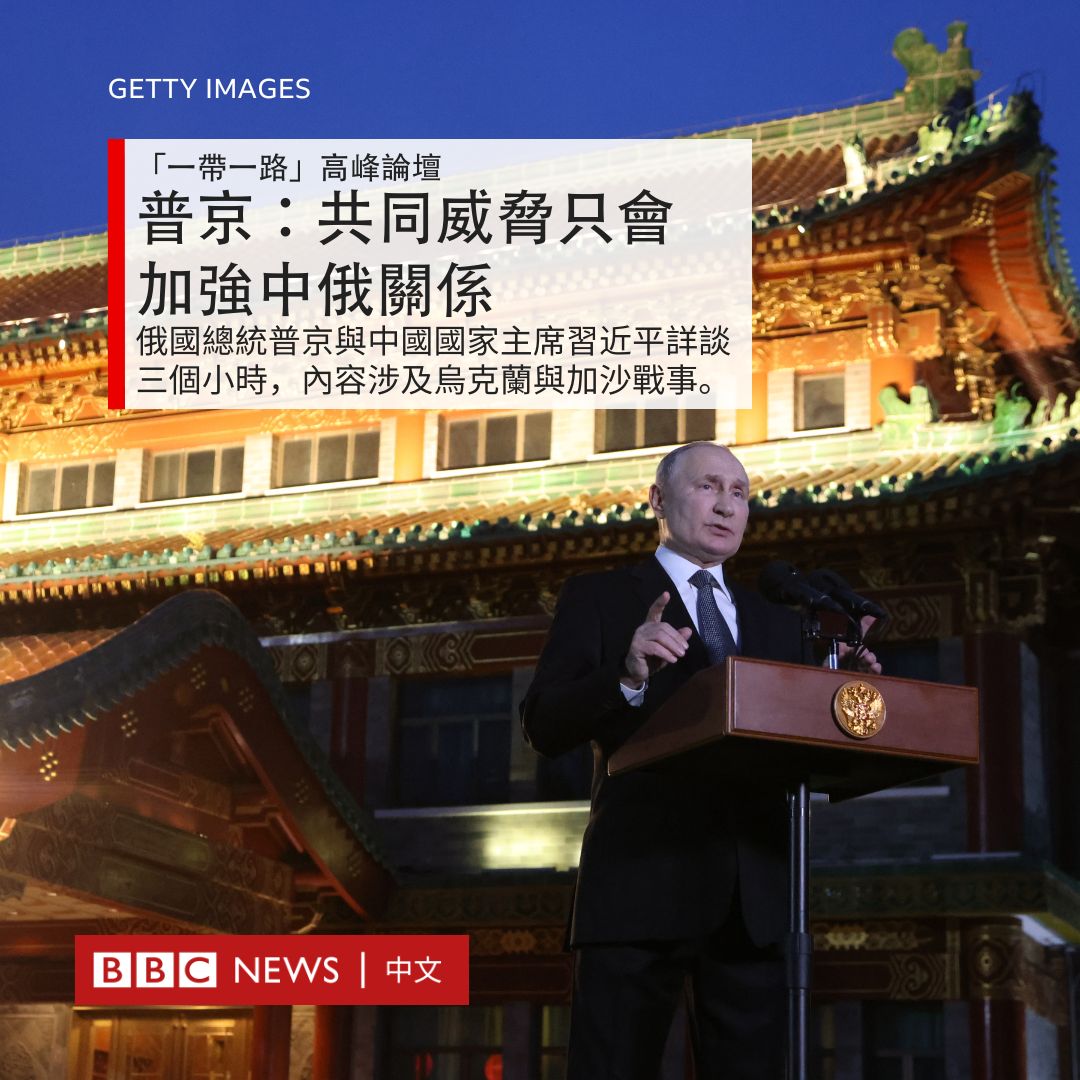 GETTY IMAGES
「一帶一路」高峰論壇
普京：共同威脅只會
加強中俄關係
俄國總統普京與中國國家主席習近平詳談
三個小時，內容涉及烏克蘭與加沙戰事。
BBC NEWS | 中文